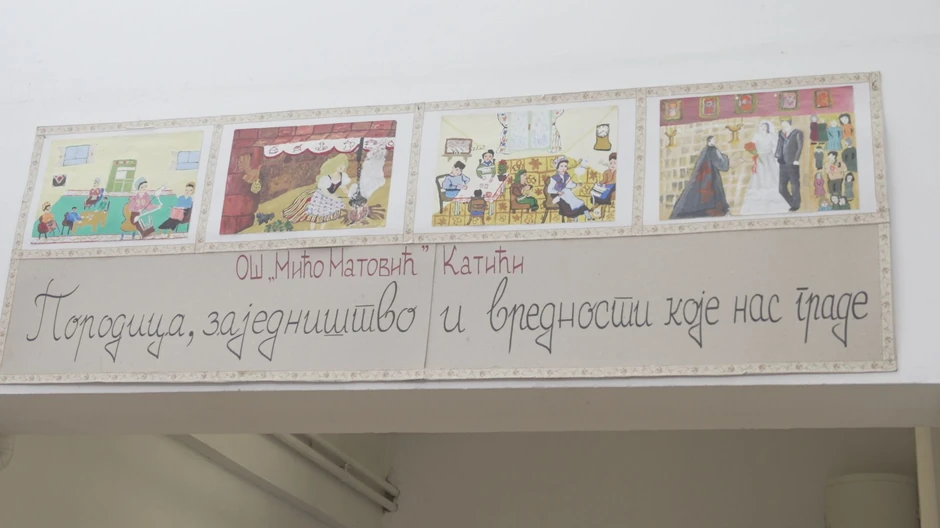 ОШ „Мићо Матовић” Катићи
Породица, заједништво и вредности које нас граде